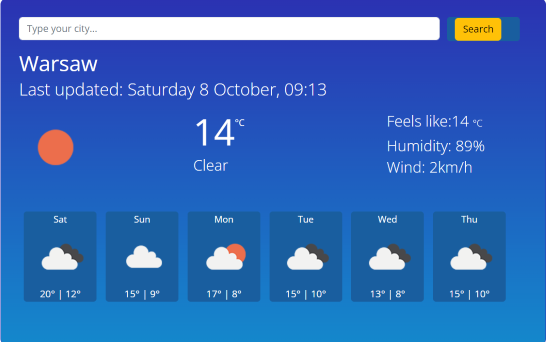 Type your city...
Search
Warsaw
Last updated: Saturday 8 October, 09:13
14 °C
Clear
Feels like:14 °C
Humidity: 89%
Wind: 2km/h
Sat Sun Mon Tue Wed Thu
20° | 12° 15° | 9° 17° | 8° 15° | 10° 13° | 8° 15° | 10°